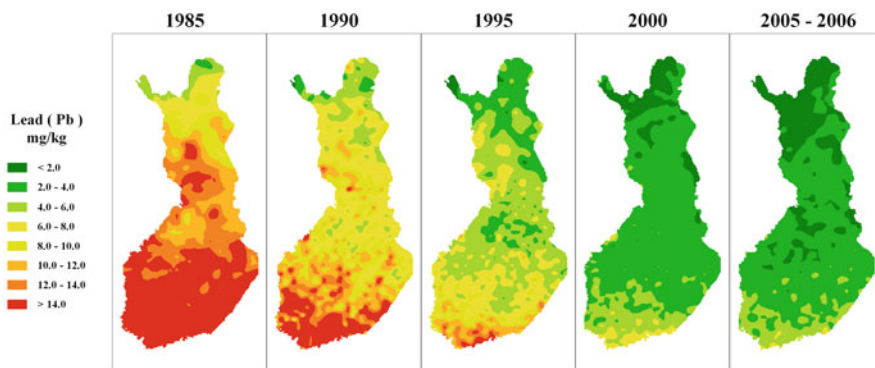 1985 1990 1995 2000 2005 - 2006
Lead ( Pb )
mg/kg
< 2.0
2.0 - 4.0
4.0 - 6.0
6.0 - 8.0
8.0 - 10.0
10.0 - 12.0
12.0 - 14.0
> 14.0